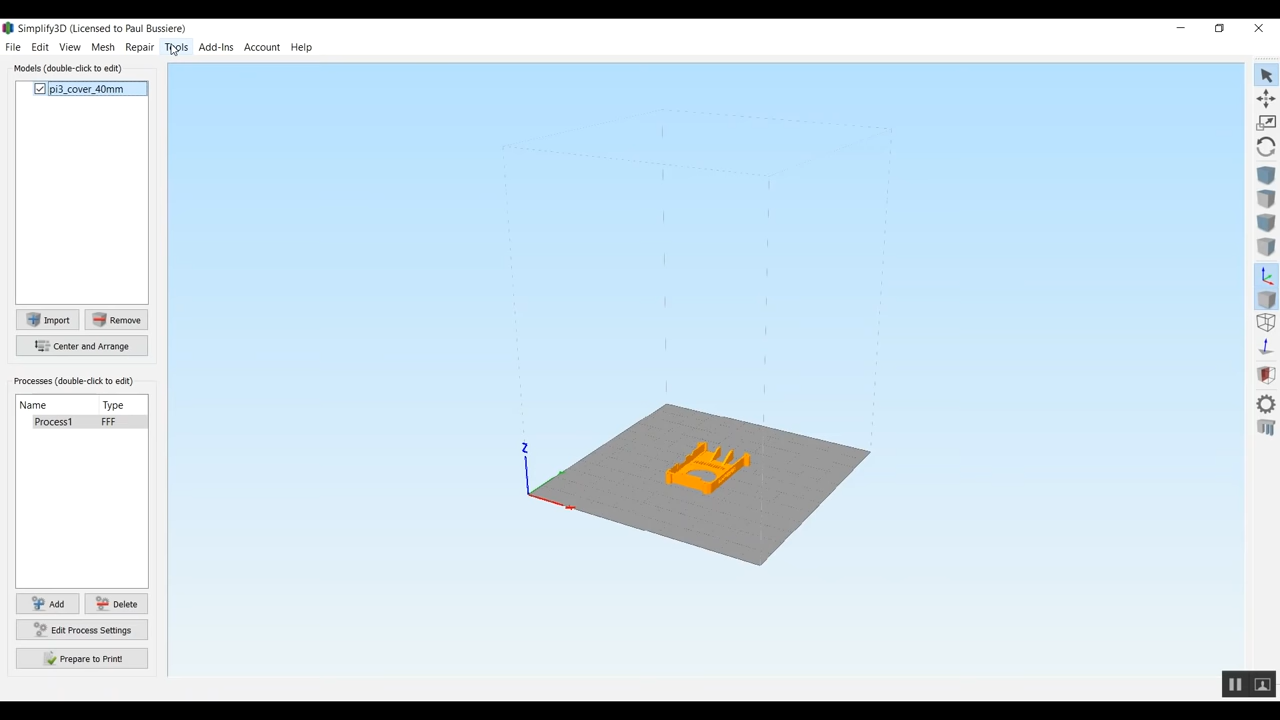 Simplify3D (Licensed to Paul Bussiere)
File Edit View Mesh Repair Tools Add-Ins Account Help
Models (double-click to edit)
pi3_cover_40mm
Import Remove
Center and Arrange
Processes (double-click to edit)
Name Type
Process1 FFF
Add Delete
Edit Process Settings
Prepare to Print!
Z